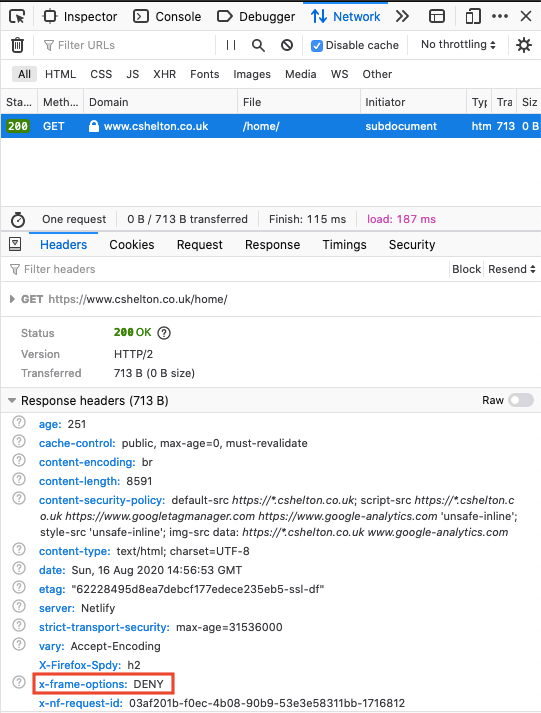 Inspector Console Debugger Network
Filter URLs Disable cache No throttling
All HTML CSS JS XHR Fonts Images Media WS Other
Sta... Meth... Domain File Initiator Typ Tra Siz
200 GET www.cshelton.co.uk /home/ subdocument htm 713 0 B
One request 0 B / 713 B transferred Finish: 115 ms load: 187 ms
Headers Cookies Request Response Timings Security
Filter headers Block Resend
GET https://www.cshelton.co.uk/home/
Status 200 OK ?
Version HTTP/2
Transferred 713 B (0 B size)
Response headers (713 B) Raw
? age: 251
? cache-control: public, max-age=0, must-revalidate
? content-encoding: br
? content-length: 8591
? content-security-policy: default-src https://*.cshelton.co.uk; script-src https://*.cshelton.c
o.uk https://www.googletagmanager.com https://www.google-analytics.com 'unsafe-inline';
style-src 'unsafe-inline'; img-src data: https://*.cshelton.co.uk www.google-analytics.com
? content-type: text/html; charset=UTF-8
? date: Sun, 16 Aug 2020 14:56:53 GMT
? etag: "62228495d8ea7debcf177edece235eb5-ssl-df"
? server: Netlify
? strict-transport-security: max-age=31536000
? vary: Accept-Encoding
X-Firefox-Spdy: h2
? x-frame-options: DENY
x-nf-request-id: 03af201b-f0ec-4b08-90b9-53e3e58311bb-1716812